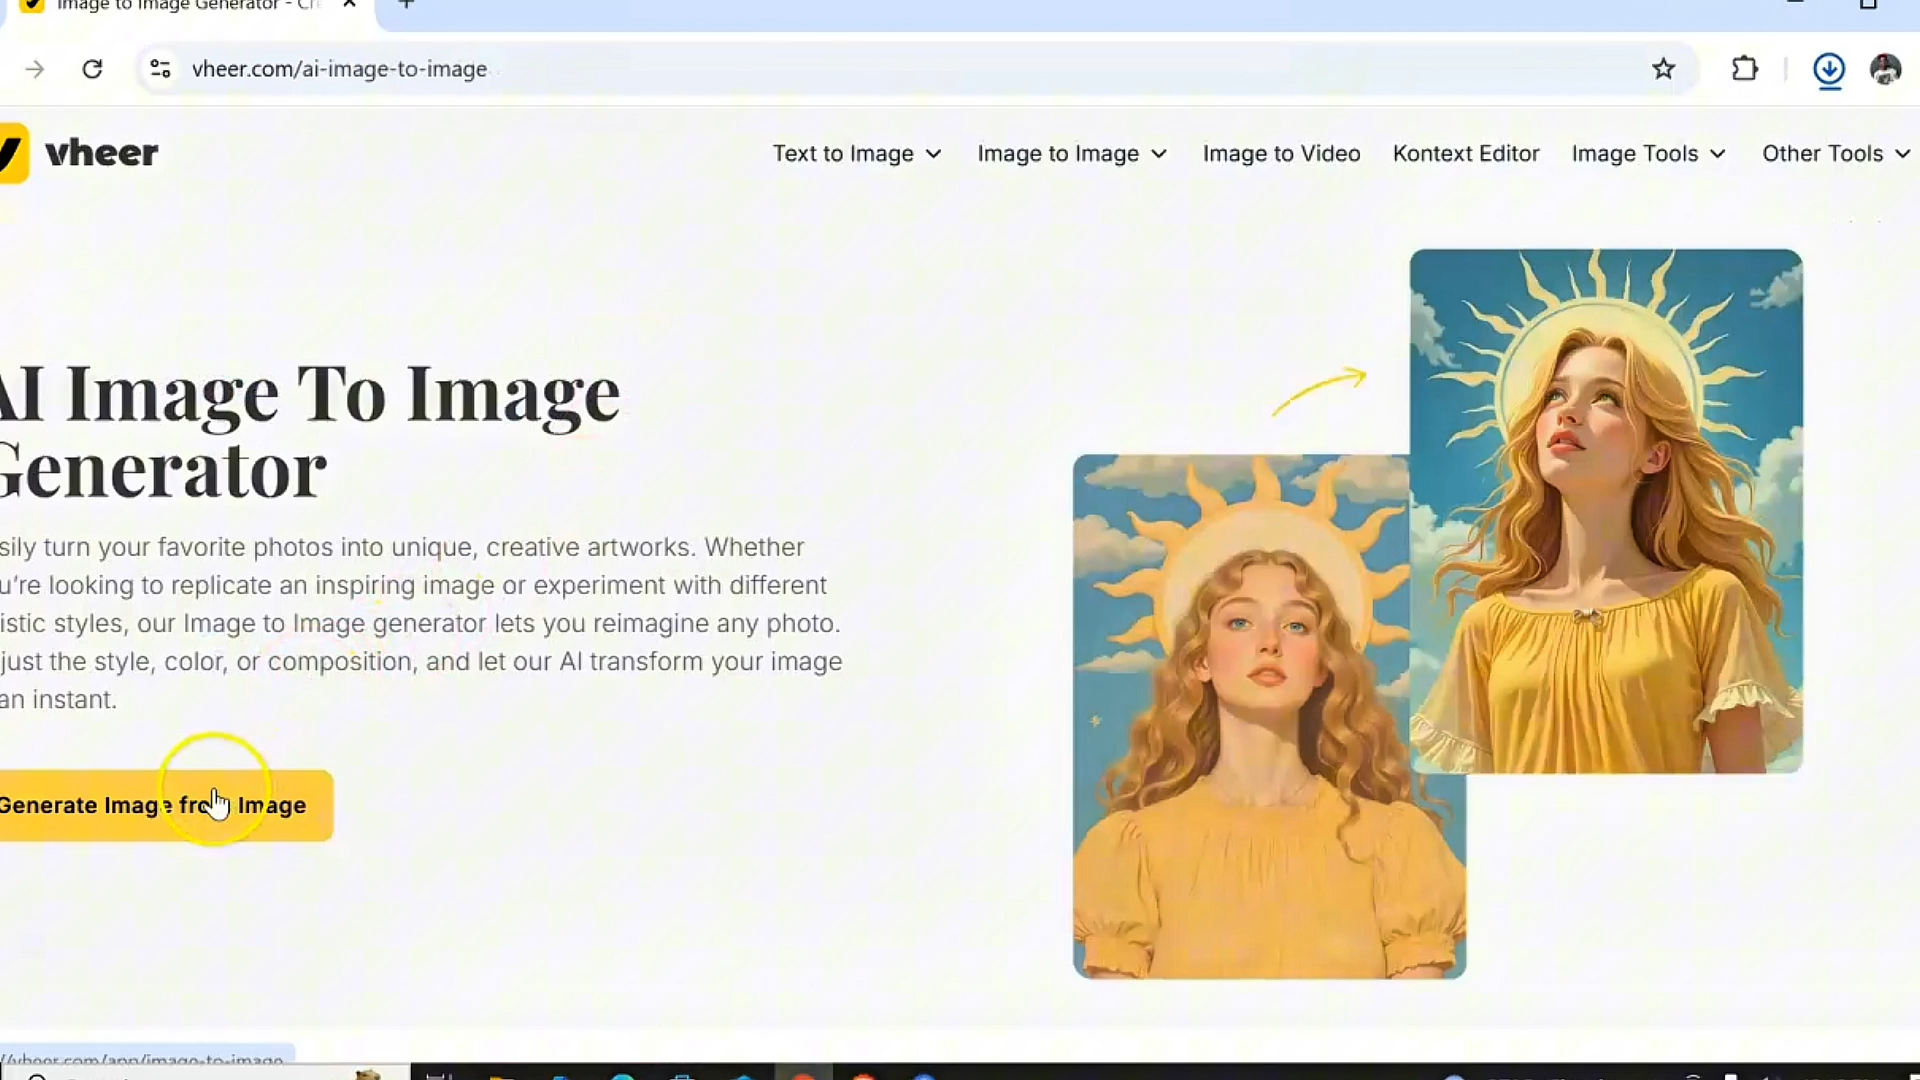 Image to Image Generator - Cre
vheer.com/ai-image-to-image
vheer
Text to Image
Image to Image
Image to Video
Kontext Editor
Image Tools
Other Tools
AI Image To Image
Generator
sily turn your favorite photos into unique, creative artworks. Whether
u're looking to replicate an inspiring image or experiment with different
istic styles, our Image to Image generator lets you reimagine any photo.
just the style, color, or composition, and let our AI transform your image
an instant.
Generate Image from Image
//vheer.com/app/image-to-image